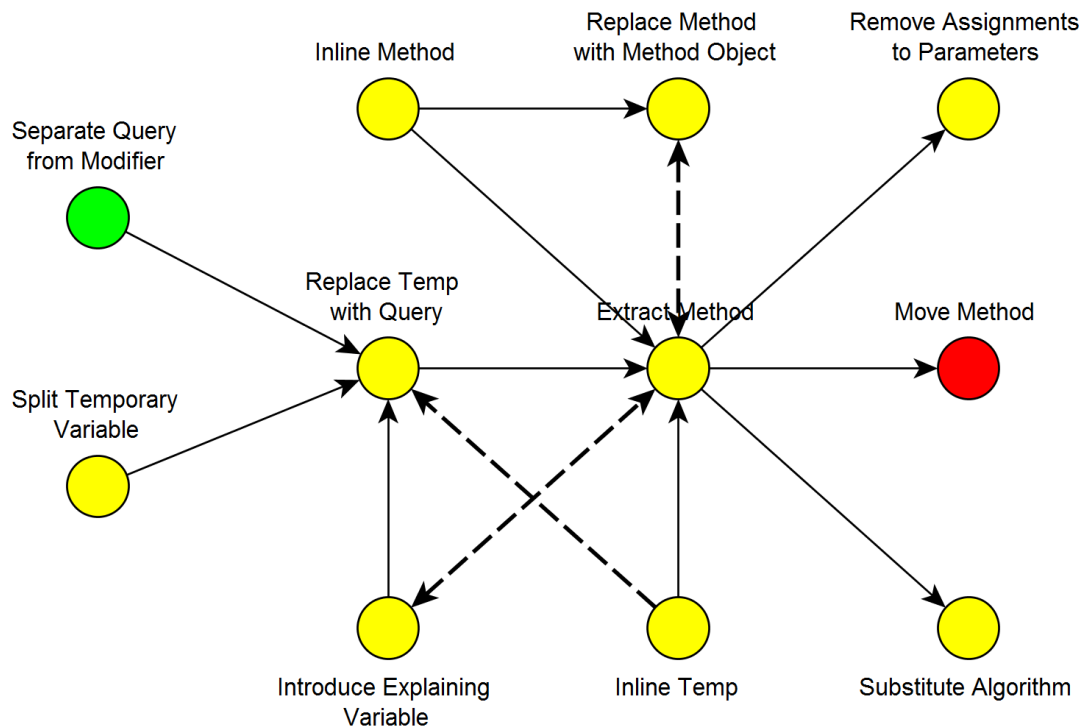 Inline Method
Replace Method
with Method Object
Remove Assignments
to Parameters
Separate Query
from Modifier
Replace Temp
with Query
Extract Method
Move Method
Split Temporary
Variable
Introduce Explaining
Variable
Inline Temp
Substitute Algorithm